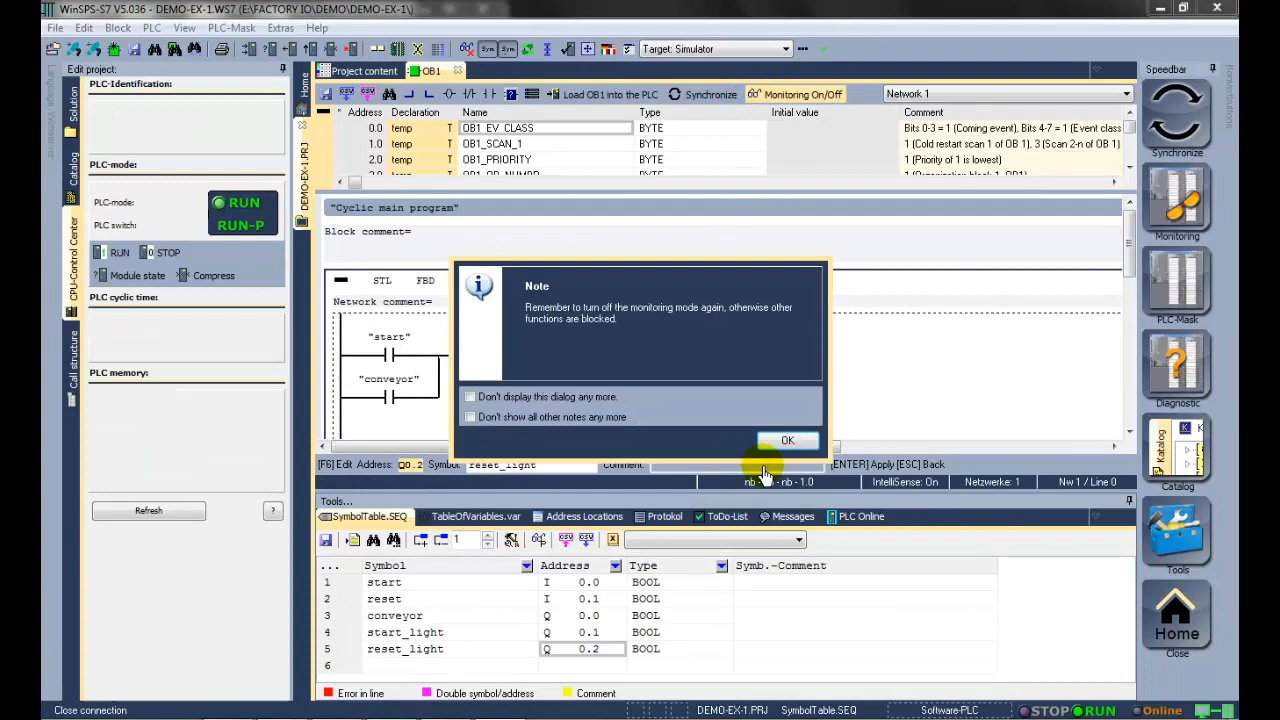 WinSPS-S7 V5.036 - DEMO-EX-1.WS7 (E:\FACTORY IO\DEMO\DEMO-EX-1\)
File Edit Block PLC View PLC-Mask Extras Help
Target: Simulator
Edit project:
PLC-Identification:
PLC-mode:
PLC-mode: RUN
PLC switch: RUN-P
RUN STOP
Module state Compress
PLC cyclic time:
PLC memory:
Refresh ?
Solution
Catalog
CPU-Control Center
Call structure
Home
DEMO-EX-1.PRJ
Project content OB1
Load OB1 into the PLC Synchronize Monitoring On/Off Network 1
Address Declaration Name Type Initial value Comment
0.0 temp T OB1_EV_CLASS BYTE Bits 0-3 = 1 (Coming event), Bits 4-7 = 1 (Event class
1.0 temp T OB1_SCAN_1 BYTE 1 (Cold restart scan 1 of OB 1), 3 (Scan 2-n of OB 1)
2.0 temp T OB1_PRIORITY BYTE 1 (Priority of 1 is lowest)
"Cyclic main program"
Block comment=
STL FBD
Network comment=
"start"
"conveyor"
Note
Remember to turn off the monitoring mode again, otherwise other
functions are blocked.
Don't display this dialog any more.
Don't show all other notes any more
OK
[F6] Edit Address: Q0.2 Symbol: reset_light Comment: [ENTER] Apply [ESC] Back
IntelliSense: On Netzwerke: 1 Nw 1 / Line 0
Tools...
SymbolTable.SEQ TableOfVariables.var Address Locations Protokol ToDo-List Messages PLC Online
1
... Symbol Address Type Symb.-Comment
1 start I 0.0 BOOL
2 reset I 0.1 BOOL
3 conveyor Q 0.0 BOOL
4 start_light Q 0.1 BOOL
5 reset_light Q 0.2 BOOL
6
Error in line Double symbol/address Comment
Speedbar
Synchronize
Monitoring
PLC-Mask
Diagnostic
Katalog
Catalog
Tools
Home
Close
Close connection DEMO-EX-1.PRJ SymbolTable.SEQ Software-PLC STOP RUN Online